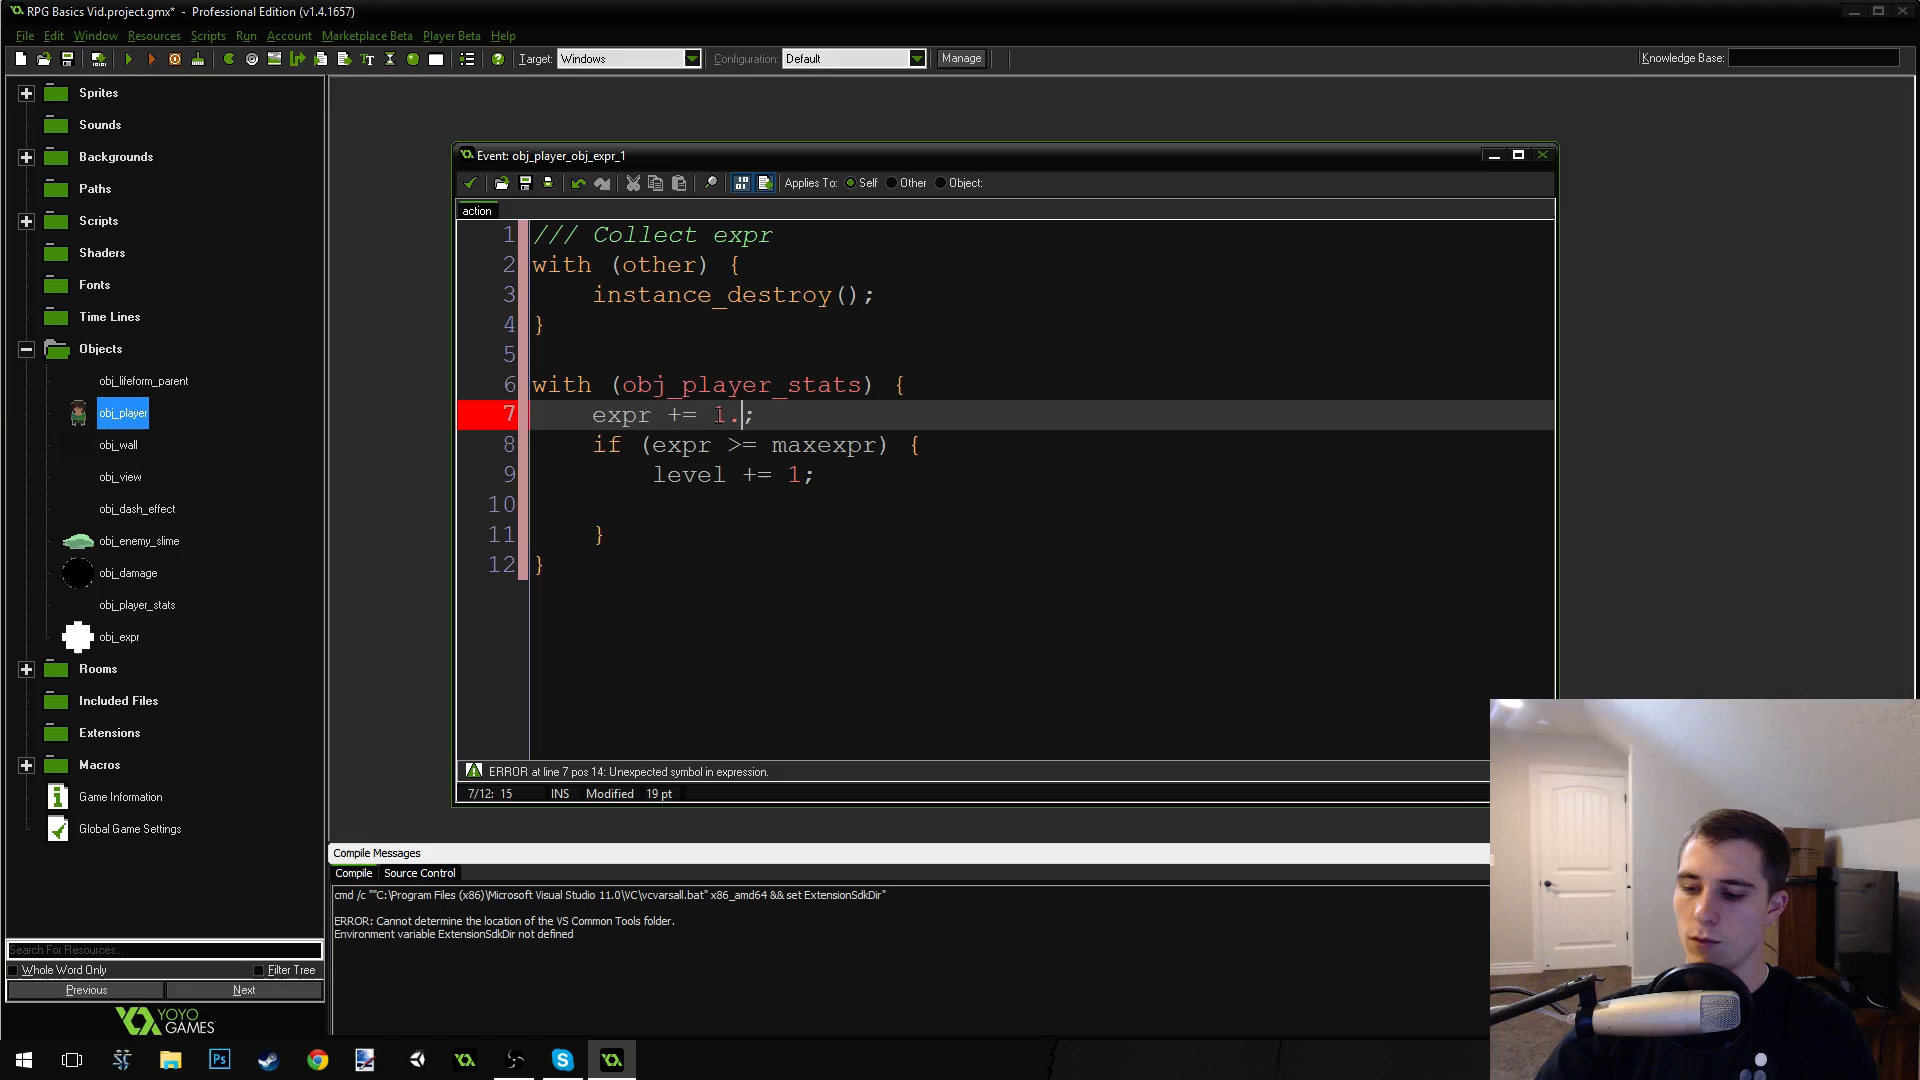 RPG Basics Vid.project.gmx* - Professional Edition (v1.4.1657)
File Edit Window Resources Scripts Run Account Marketplace Beta Player Beta Help
Target: Windows Configuration: Default Manage Knowledge Base:
Sprites
Sounds
Backgrounds
Paths
Scripts
Shaders
Fonts
Time Lines
Objects
obj_lifeform_parent
obj_player
obj_wall
obj_view
obj_dash_effect
obj_enemy_slime
obj_damage
obj_player_stats
obj_expr
Rooms
Included Files
Extensions
Macros
Game Information
Global Game Settings
Search For Resources...
Whole Word Only Filter Tree
Previous Next
YOYO
GAMES
Event: obj_player_obj_expr_1
Applies To: Self Other Object:
action
1 /// Collect expr
2 with (other) {
3 instance_destroy();
4 }
5
6 with (obj_player_stats) {
7 expr += 1.;
8 if (expr >= maxexpr) {
9 level += 1;
10
11 }
12 }
ERROR at line 7 pos 14: Unexpected symbol in expression.
7/12: 15 INS Modified 19 pt
Compile Messages
Compile Source Control
cmd /c ""C:\Program Files (x86)\Microsoft Visual Studio 11.0\VC\vcvarsall.bat" x86_amd64 && set ExtensionSdkDir"
ERROR: Cannot determine the location of the VS Common Tools folder.
Environment variable ExtensionSdkDir not defined
Ps